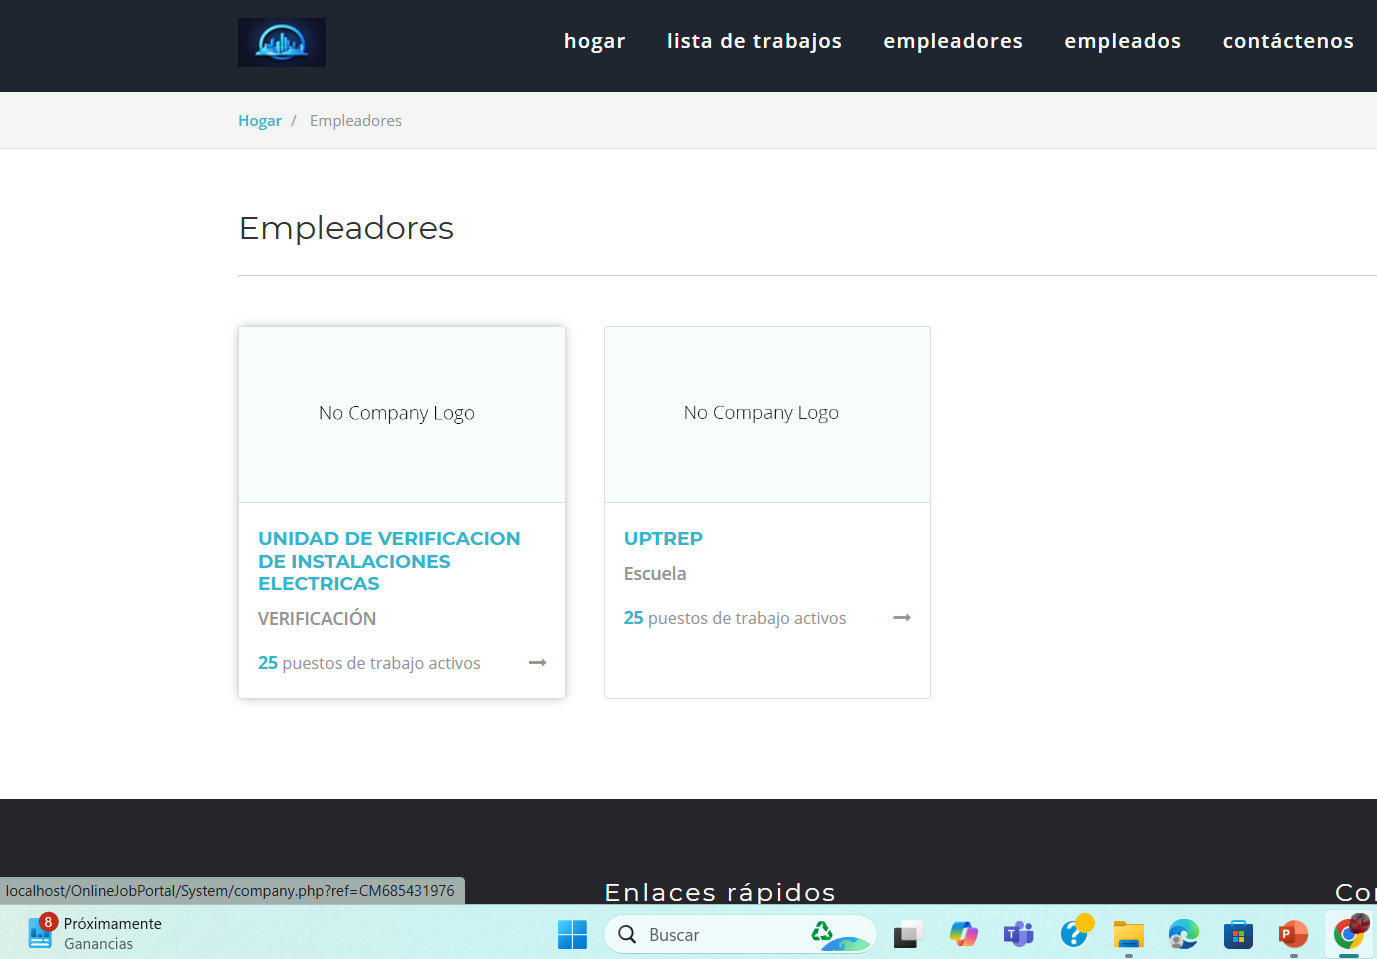 hogar lista de trabajos empleadores empleados contáctenos
Hogar / Empleadores
Empleadores
No Company Logo
UNIDAD DE VERIFICACION
DE INSTALACIONES
ELECTRICAS
VERIFICACIÓN
25 puestos de trabajo activos
No Company Logo
UPTREP
Escuela
25 puestos de trabajo activos
Enlaces rápidos
localhost/OnlineJobPortal/System/company.php?ref=CM685431976
8
Próximamente
Ganancias
Buscar